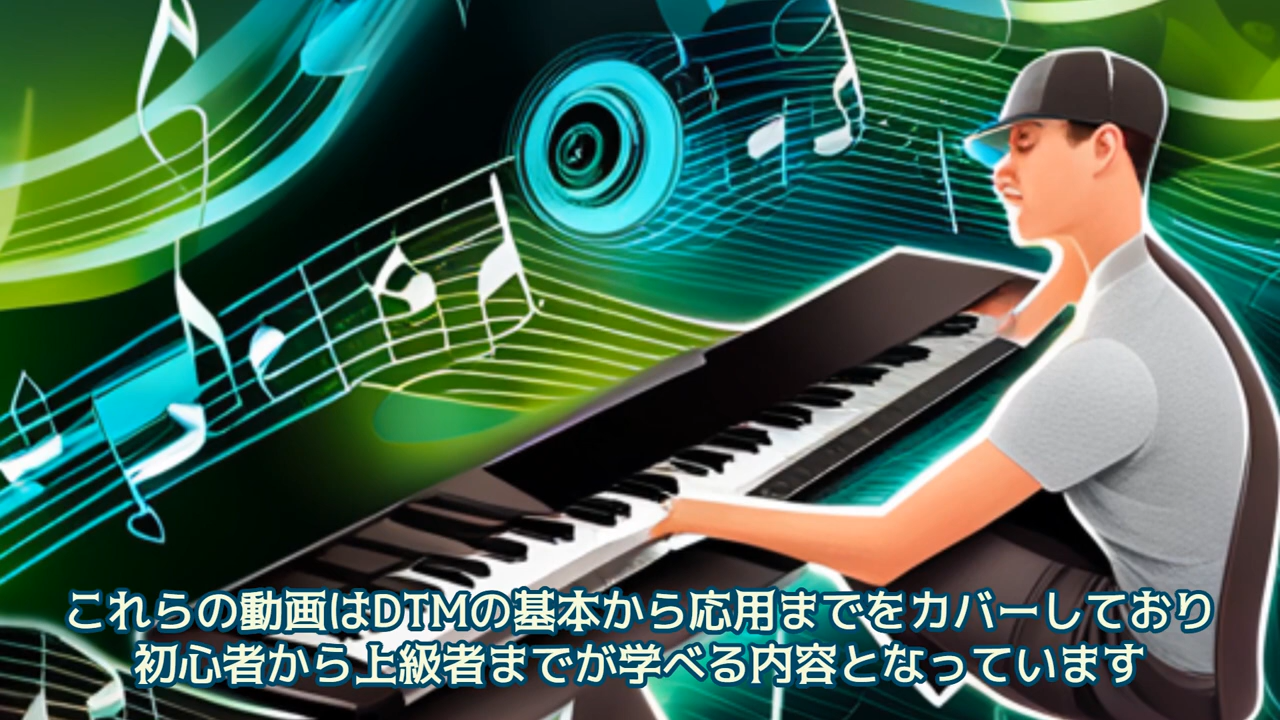 これらの動画はDTMの基本から応用までをカバーしており
初心者から上級者までが学べる内容となっています